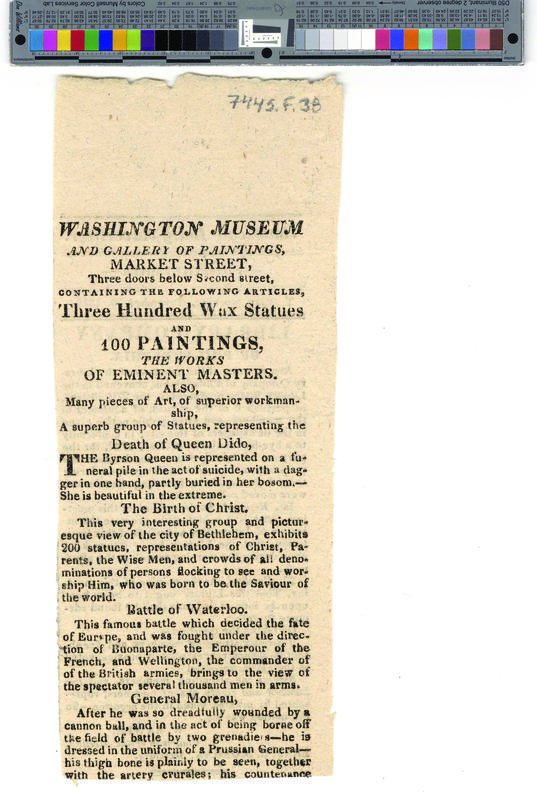 7445.F.38
WASHINGTON MUSEUM
AND GALLERY OF PAINTINGS,
MARKET STREET,
Three doors below Second street,
CONTAINING THE FOLLOWING ARTICLES,
Three Hundred Wax Statues
AND
100 PAINTINGS,
THE WORKS
OF EMINENT MASTERS.
ALSO,
Many pieces of Art, of superior workman-
ship,
A superb group of Statues, representing the
Death of Queen Dido,
THE Byrson Queen is represented on a fu-
neral pile in the act of suicide, with a dag-
ger in one hand, partly buried in her bosom.—
She is beautiful in the extreme.
The Birth of Christ.
This very interesting group and pictur-
esque view of the city of Bethlehem, exhibits
200 statues, representations of Christ, Pa-
rents, the Wise Men, and crowds of all deno-
minations of persons flocking to see and wor-
ship Him, who was born to be the Saviour of
the world.
Battle of Waterloo.
This famous battle which decided the fate
of Europe, and was fought under the direc-
tion of Buonaparte, the Emperour of the
French, and Wellington, the commander of
of the British armies, brings to the view of
the spectator several thousand men in arms.
General Moreau,
After he was so dreadfully wounded by a
cannon ball, and in the act of being borne off
the field of battle by two grenadiers—he is
dressed in the uniform of a Prussian General—
his thigh bone is plainly to be seen, together
with the artery crurales; his countenance